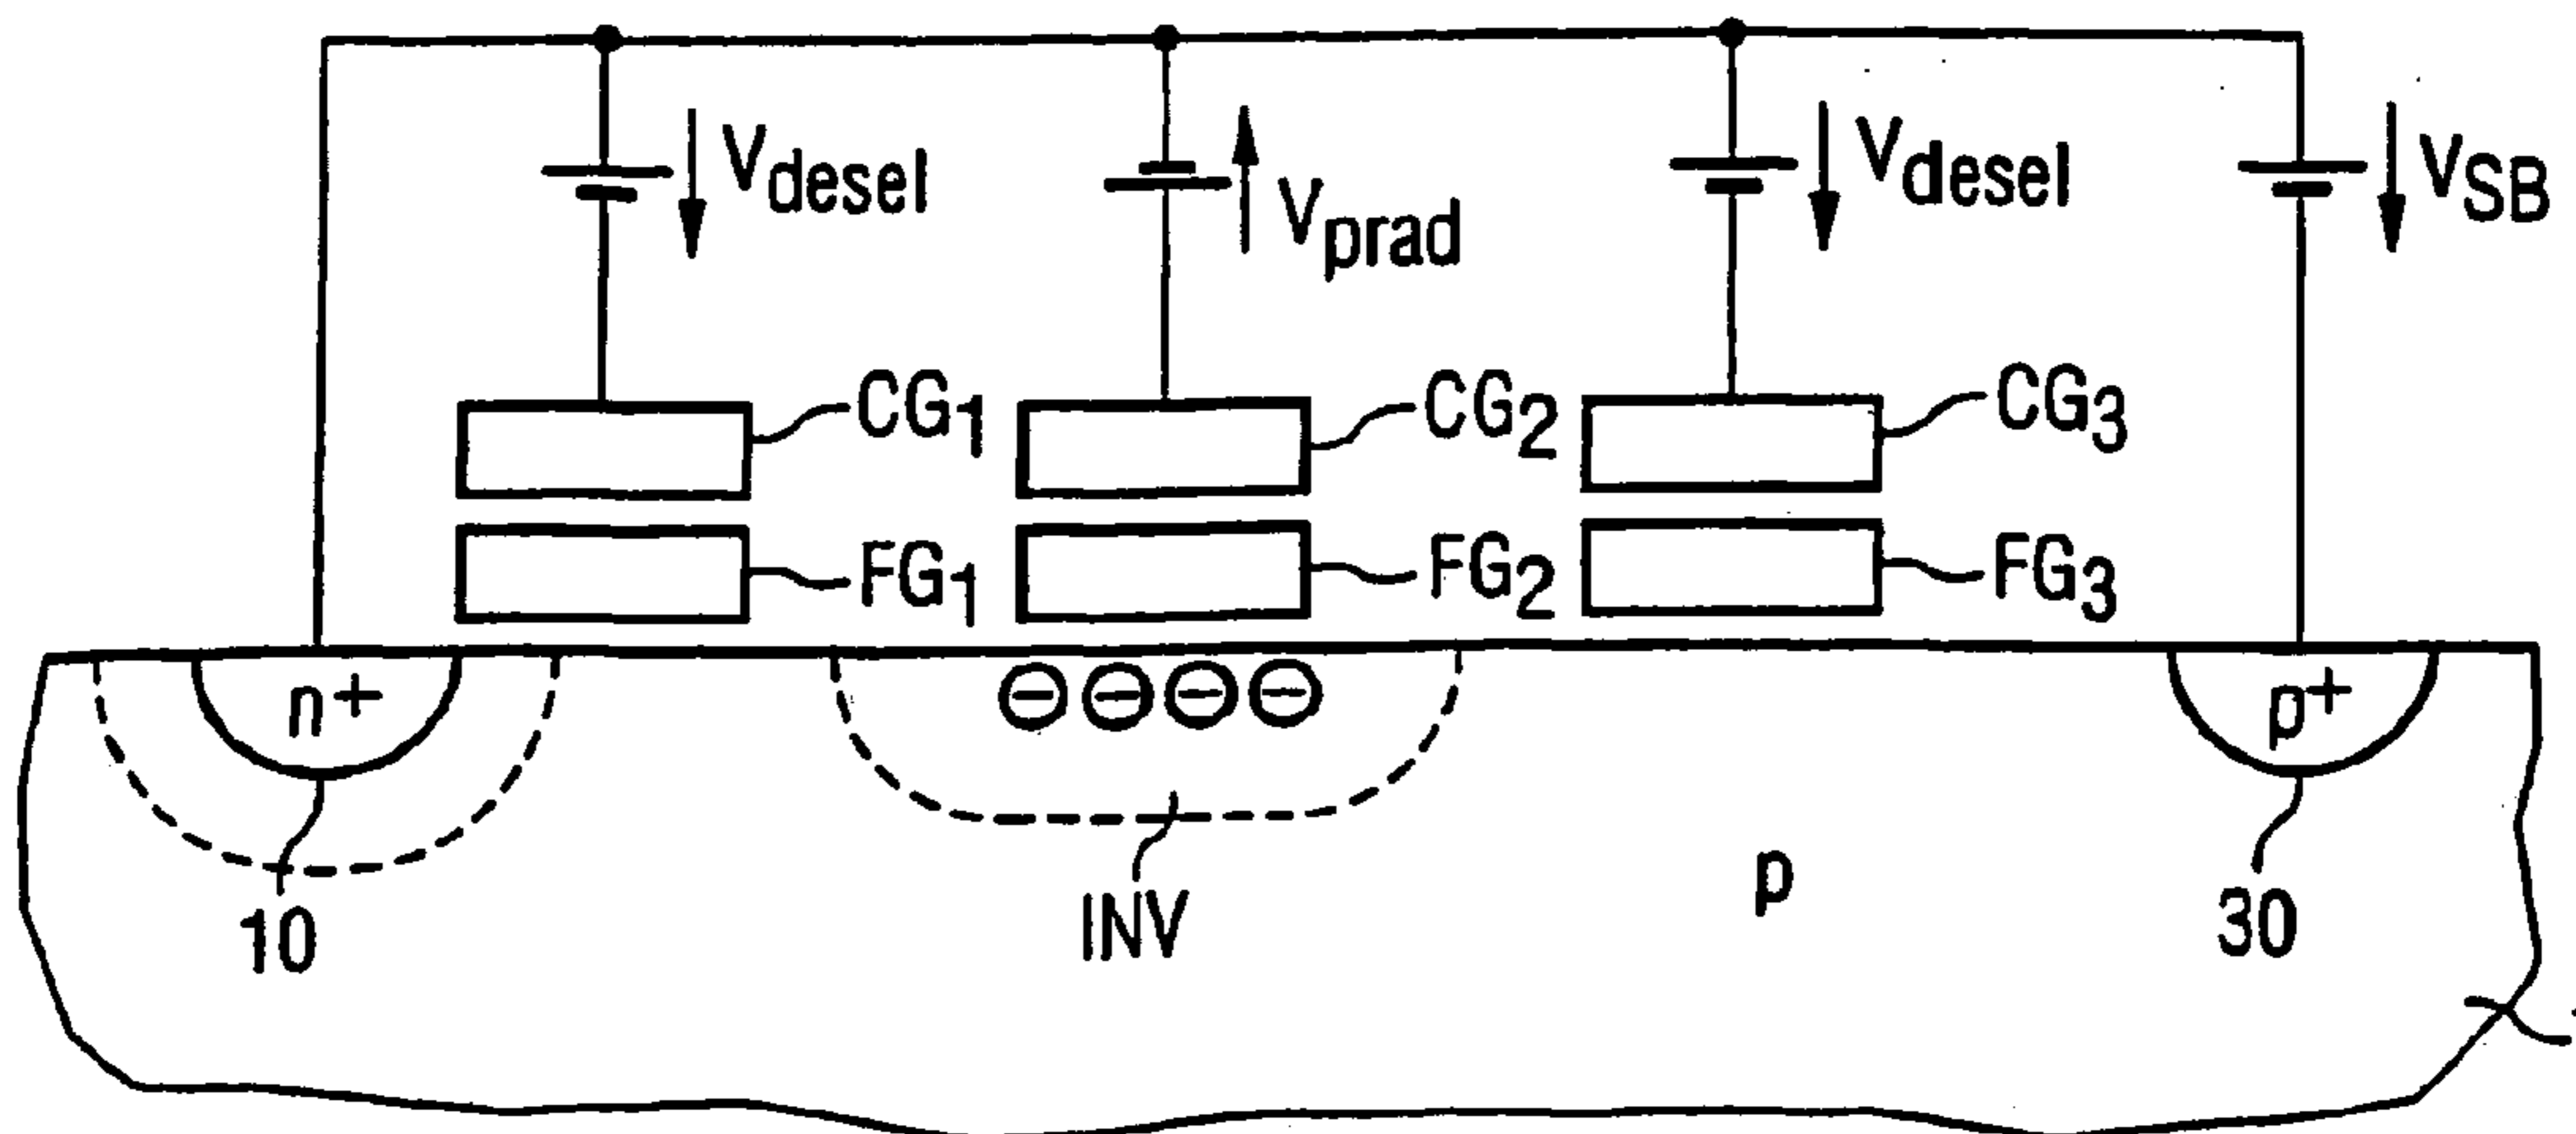 Vdesel Vprad Vdesel VSB
CG1 CG2 CG3
FG1 FG2 FG3
n+ ⊖ ⊖ ⊖ ⊖ p+
p
10 INV 30